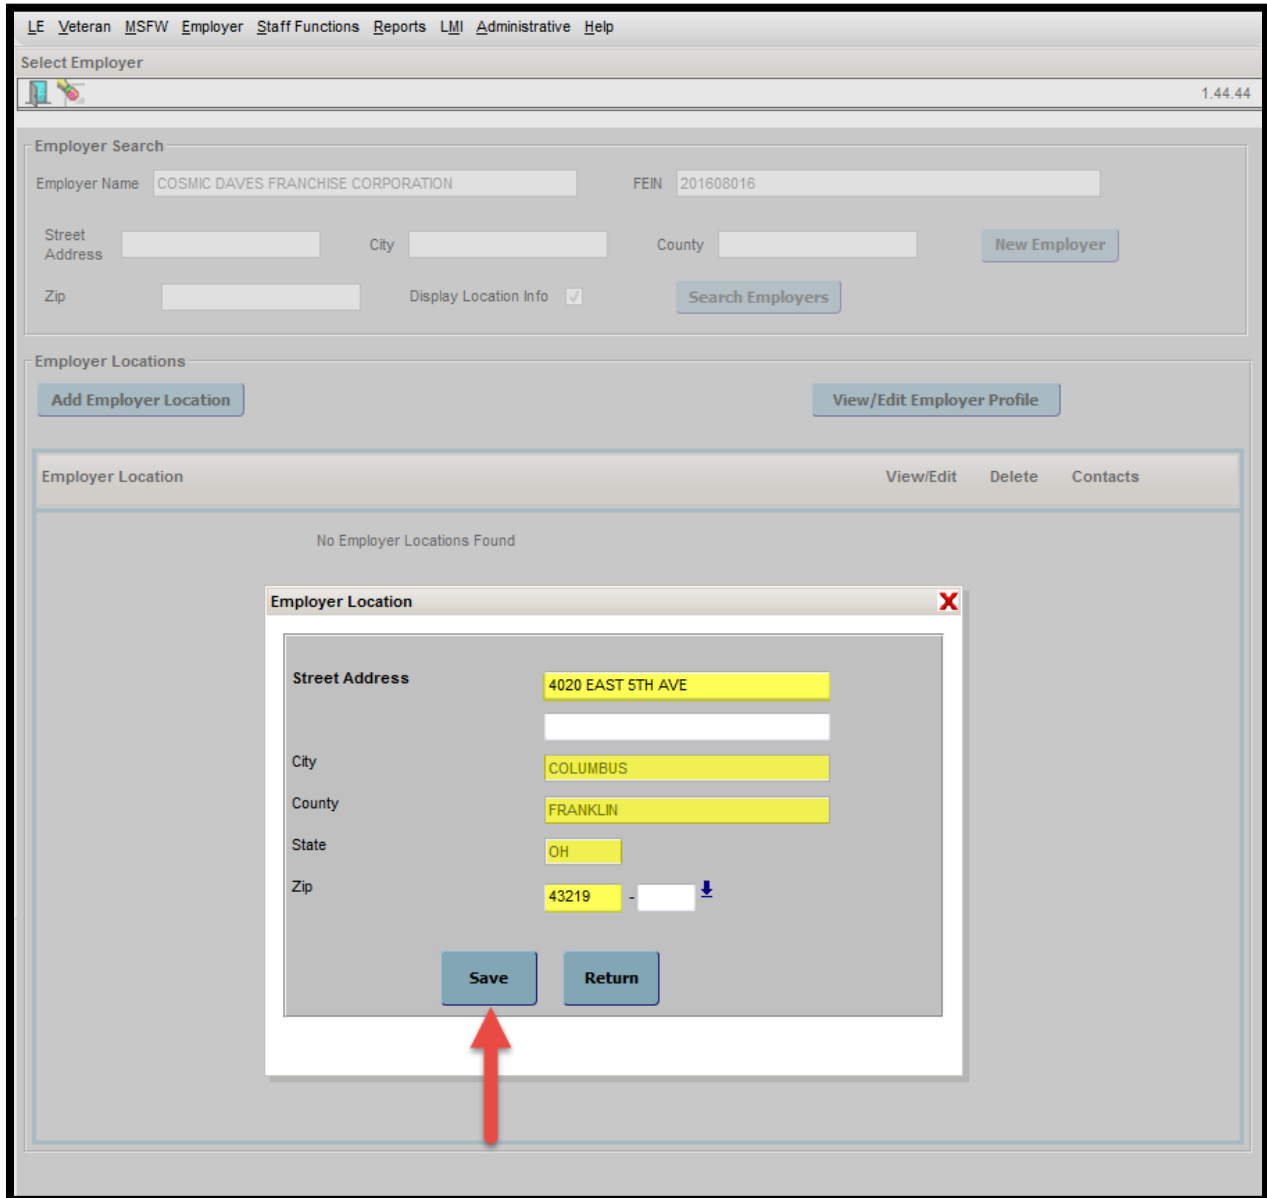 LE Veteran MSFW Employer Staff Functions Reports LMI Administrative Help
Select Employer
1.44.44
Employer Search
Employer Name COSMIC DAVES FRANCHISE CORPORATION FEIN 201608016
Street Address City County New Employer
Zip Display Location Info Search Employers
Employer Locations
Add Employer Location View/Edit Employer Profile
Employer Location View/Edit Delete Contacts
No Employer Locations Found
Employer Location X
Street Address 4020 EAST 5TH AVE
City COLUMBUS
County FRANKLIN
State OH
Zip 43219 -
Save Return